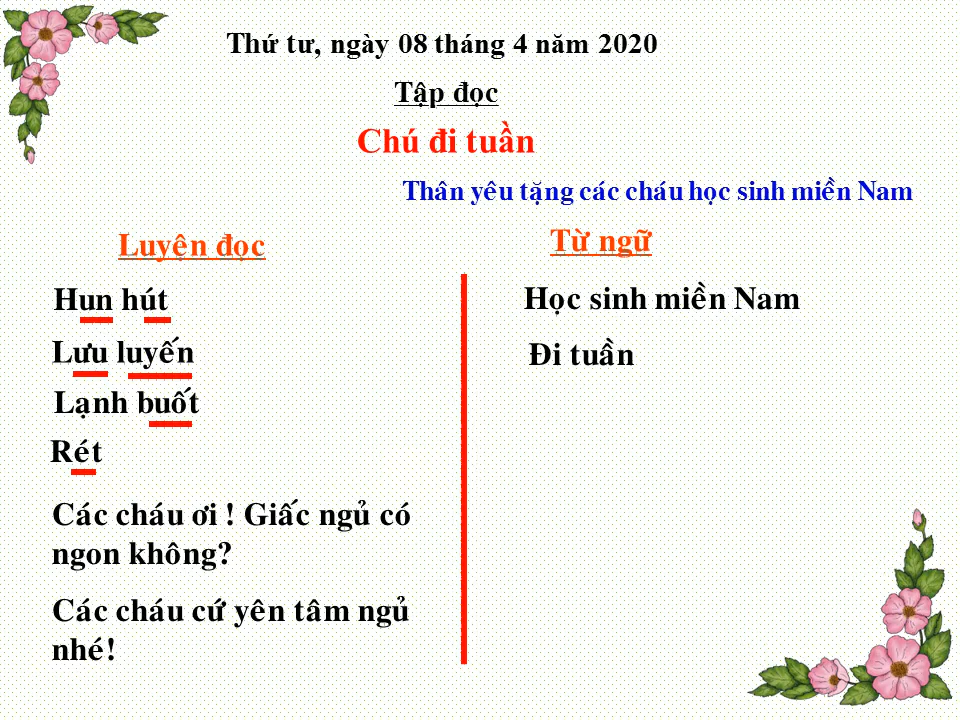 Thứ tư, ngày 08 tháng 4 năm 2020
Tập đọc
Chú đi tuần
Thân yêu tặng các cháu học sinh miền Nam
Luyện đọc
Hun hút
Lưu luyến
Lạnh buốt
Rét
Các cháu ơi ! Giấc ngủ có
ngon không?
Các cháu cứ yên tâm ngủ
nhé!
Từ ngữ
Học sinh miền Nam
Đi tuần